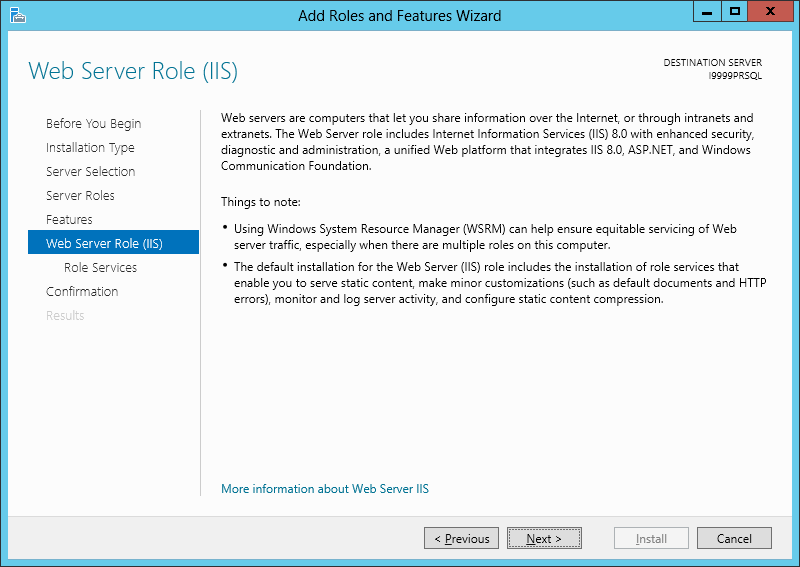 Add Roles and Features Wizard
Web Server Role (IIS)
DESTINATION SERVER
I9999PRSQL
Before You Begin
Installation Type
Server Selection
Server Roles
Features
Web Server Role (IIS)
Role Services
Confirmation
Results
Web servers are computers that let you share information over the Internet, or through intranets and
extranets. The Web Server role includes Internet Information Services (IIS) 8.0 with enhanced security,
diagnostic and administration, a unified Web platform that integrates IIS 8.0, ASP.NET, and Windows
Communication Foundation.
Things to note:
• Using Windows System Resource Manager (WSRM) can help ensure equitable servicing of Web
server traffic, especially when there are multiple roles on this computer.
• The default installation for the Web Server (IIS) role includes the installation of role services that
enable you to serve static content, make minor customizations (such as default documents and HTTP
errors), monitor and log server activity, and configure static content compression.
More information about Web Server IIS
< Previous
Next >
Install
Cancel